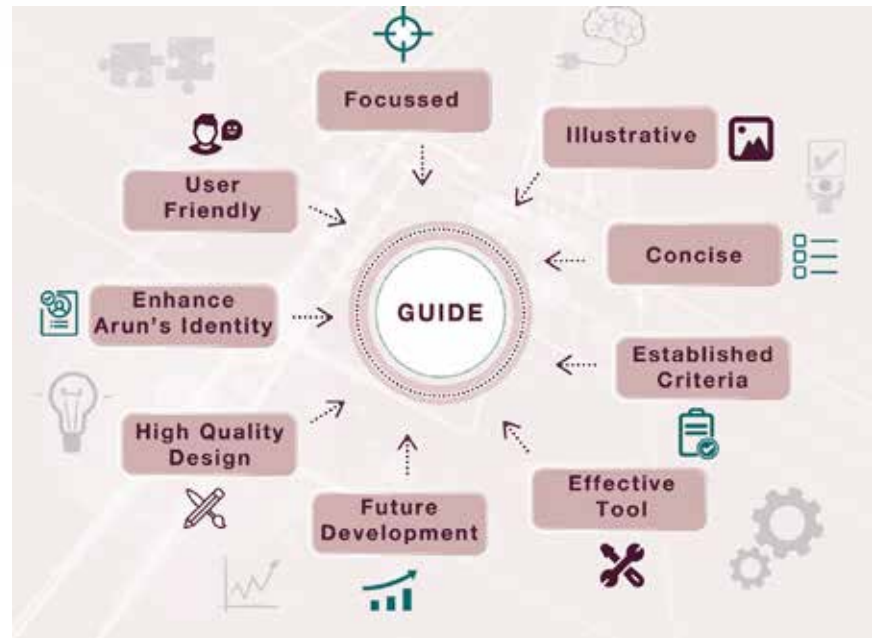 Focussed
Illustrative
User
Friendly
Concise
Enhance
Arun's Identity
GUIDE
Established
Criteria
High Quality
Design
Effective
Tool
Future
Development